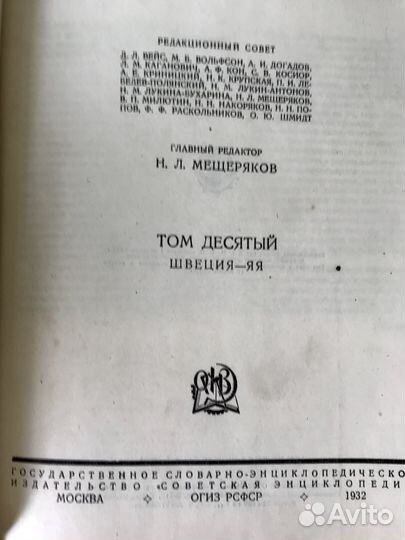 РЕДАКЦИОННЫЙ СОВЕТ
Д. Л. ВЕЙС, М. Б. ВОЛЬФСОН, А. И. ДОГАДОВ,
Л. М. КАГАНОВИЧ, А. Ф. КОН, С. В. КОСИОР,
А. Е. КРИНИЦКИЙ, Н. К. КРУПСКАЯ, П. И. ЛЕ-
БЕДЕВ-ПОЛЯНСКИЙ, Н. М. ЛУКИН-АНТОНОВ,
Н. М. ЛУКИНА-БУХАРИНА, Н. Л. МЕЩЕРЯКОВ,
В. П. МИЛЮТИН, Н. Н. НАКОРЯКОВ, Н. Н. ПО-
ПОВ, Ф. Ф. РАСКОЛЬНИКОВ, О. Ю. ШМИДТ
ГЛАВНЫЙ РЕДАКТОР
Н. Л. МЕЩЕРЯКОВ
ТОМ ДЕСЯТЫЙ
ШВЕЦИЯ—ЯЯ
ГОСУДАРСТВЕННОЕ СЛОВАРНО-ЭНЦИКЛОПЕДИЧЕСКО
ИЗДАТЕЛЬСТВО «СОВЕТСКАЯ ЭНЦИКЛОПЕДИ
МОСКВА ОГИЗ РСФСР 1932
Avito